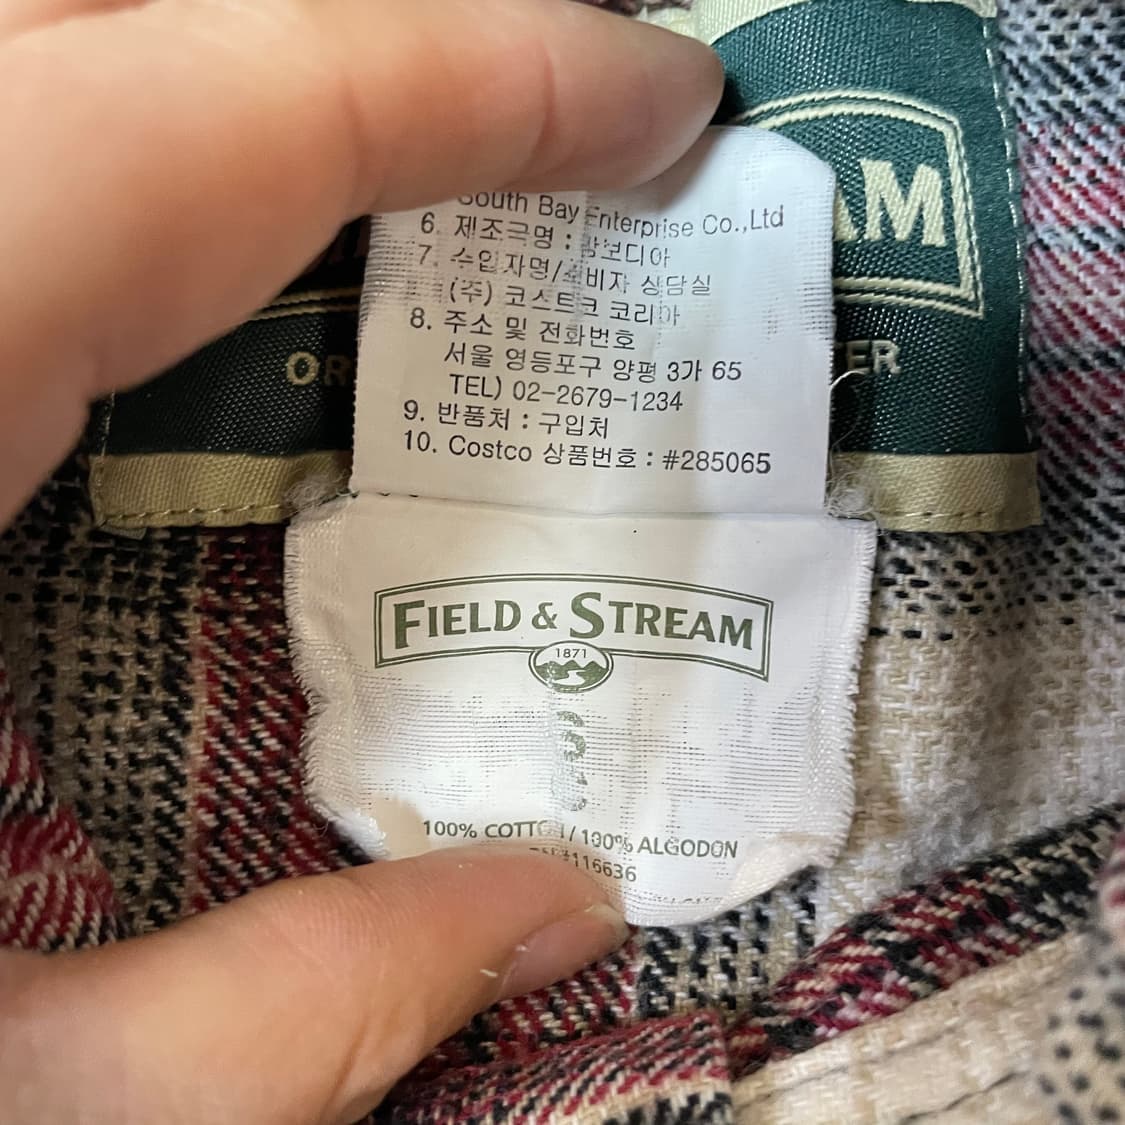 South Bay Enterprise Co.,Ltd
6. 제조국명 : 캄보디아
7. 수입자명/소비자 상담실
(주) 코스트코 코리아
8. 주소 및 전화번호
서울 영등포구 양평 3가 65
TEL) 02-2679-1234
9. 반품처 : 구입처
10. Costco 상품번호 : #285065
FIELD & STREAM
1871
100% COTTON / 100% ALGODON
RN#116636